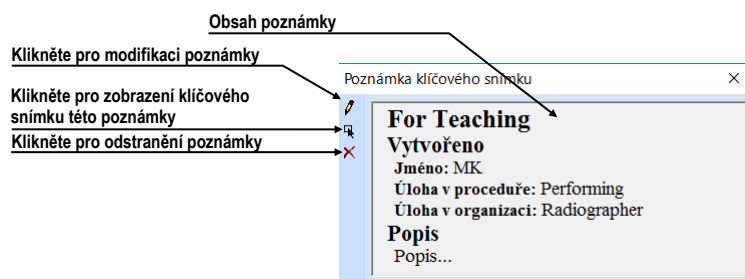 Obsah poznámky
Klikněte pro modifikaci poznámky
Poznámka klíčového snímku
Klikněte pro zobrazení klíčového
snímku této poznámky
Klikněte pro odstranění poznámky
For Teaching
Vytvořeno
Jméno: MK
Úloha v proceduře: Performing
Úloha v organizaci: Radiographer
Popis
Popis...